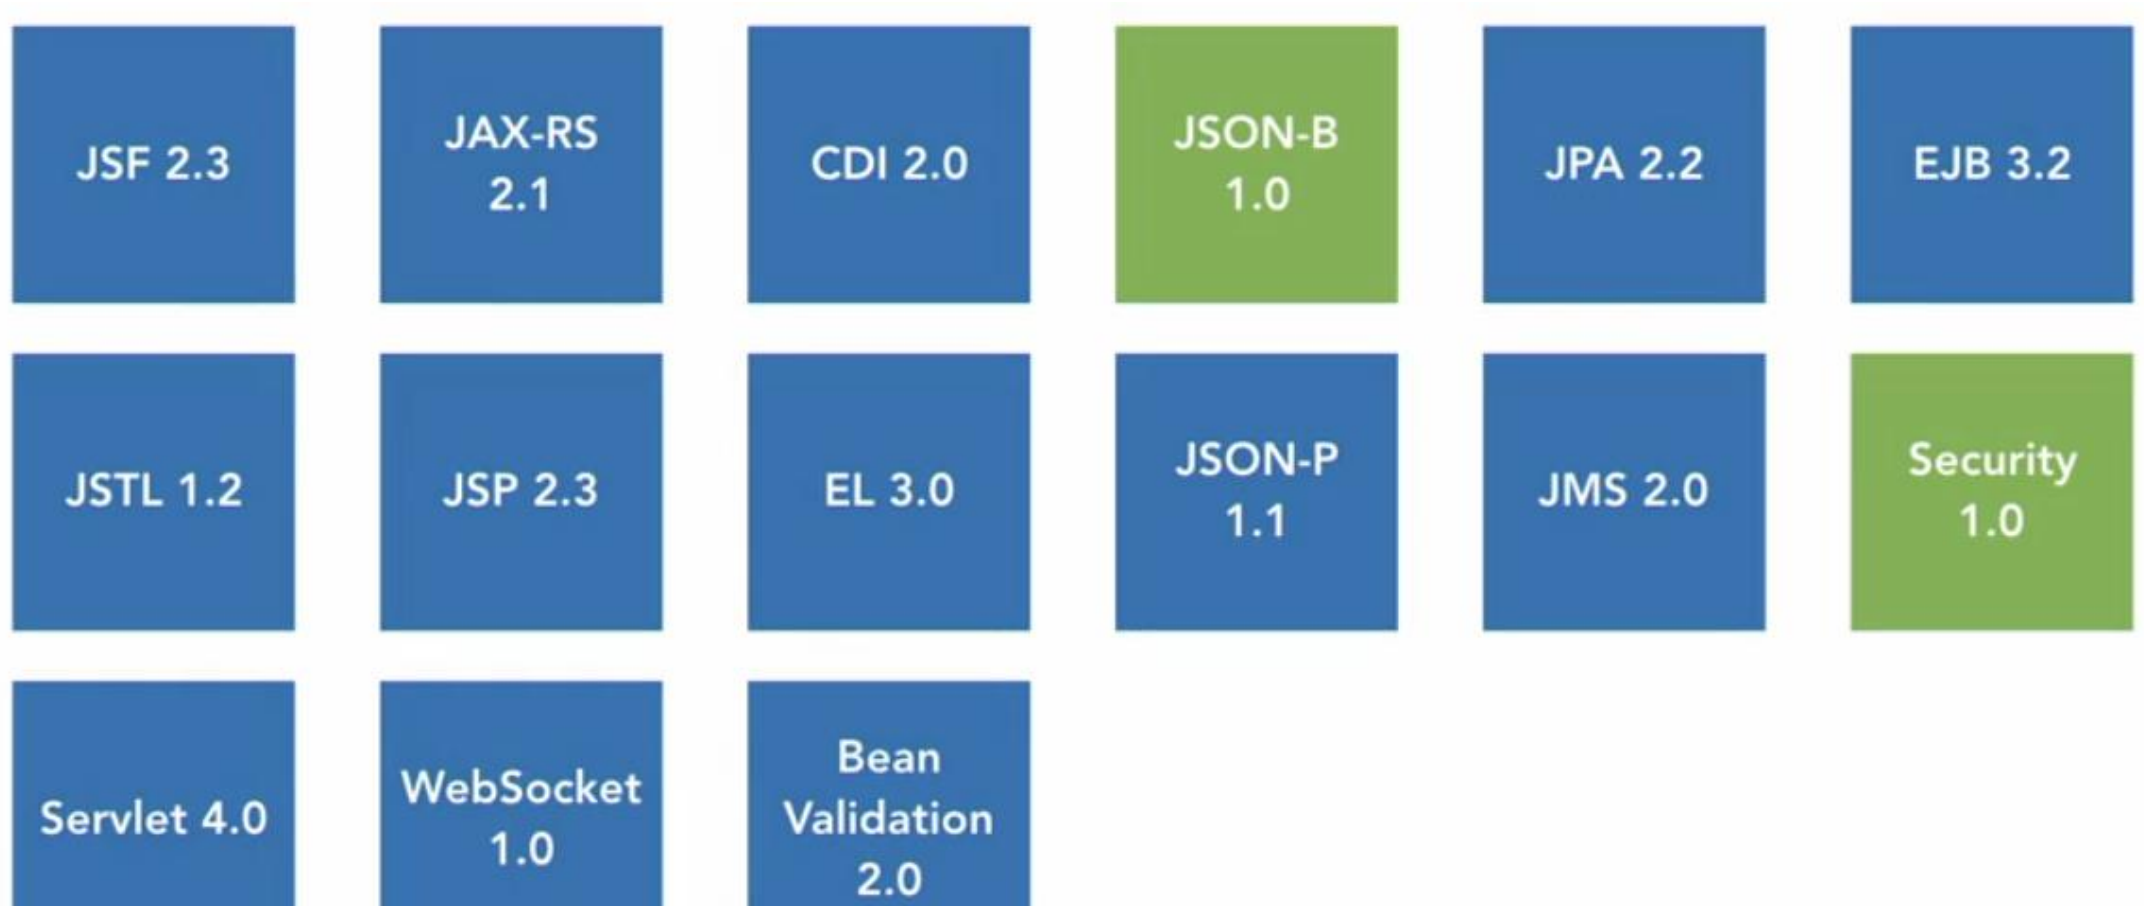 JSF 2.3
JAX-RS
2.1
CDI 2.0
JSON-B
1.0
JPA 2.2
EJB 3.2
JSTL 1.2
JSP 2.3
EL 3.0
JSON-P
1.1
JMS 2.0
Security
1.0
Servlet 4.0
WebSocket
1.0
Bean
Validation
2.0